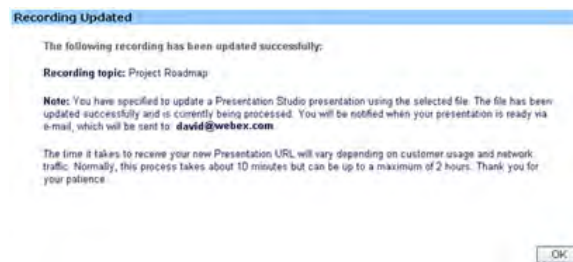 Recording Updated
The following recording has been updated successfully:
Recording topic: Project Roadmap
Note: You have specified to update a Presentation Studio presentation using the selected file. The file has been
updated successfully and is currently being processed. You will be notified when your presentation is ready via
e-mail, which will be sent to: david@webex.com
The time it takes to receive your new Presentation URL will vary depending on customer usage and network
traffic. Normally, this process takes about 10 minutes but can be up to a maximum of 2 hours. Thank you for
your patience
OK